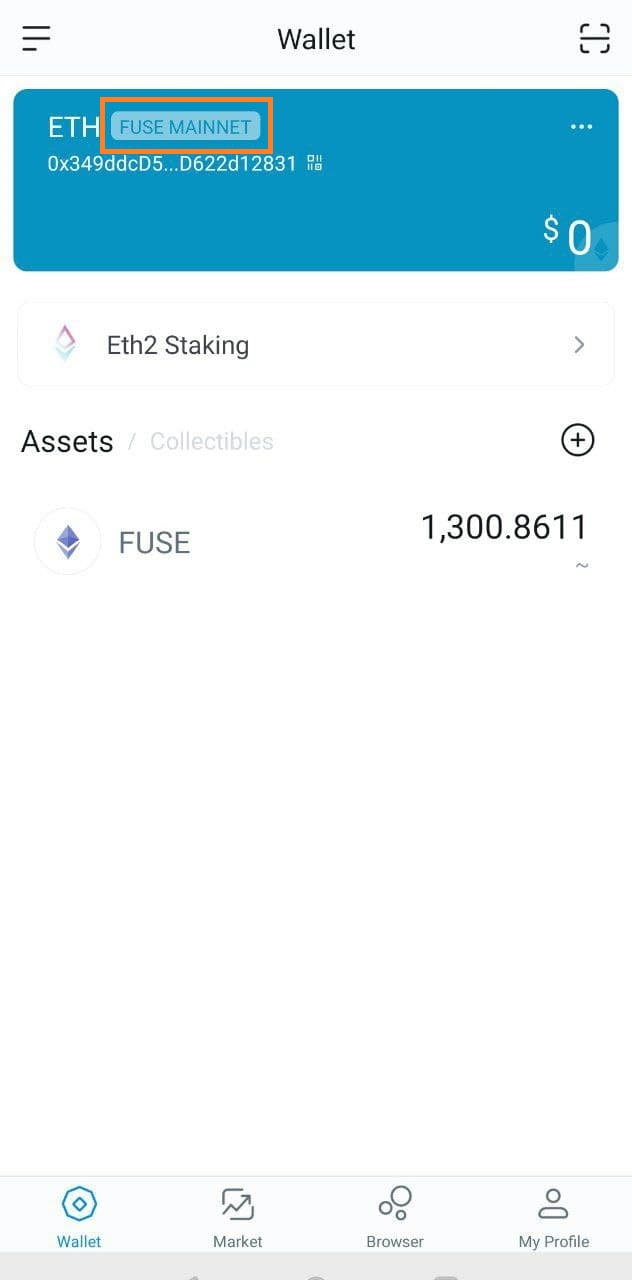 Wallet
ETH FUSE MAINNET
0x349ddcD5...D622d12831
$ 0
Eth2 Staking
Assets / Collectibles
FUSE 1,300.8611
~
Wallet Market Browser My Profile